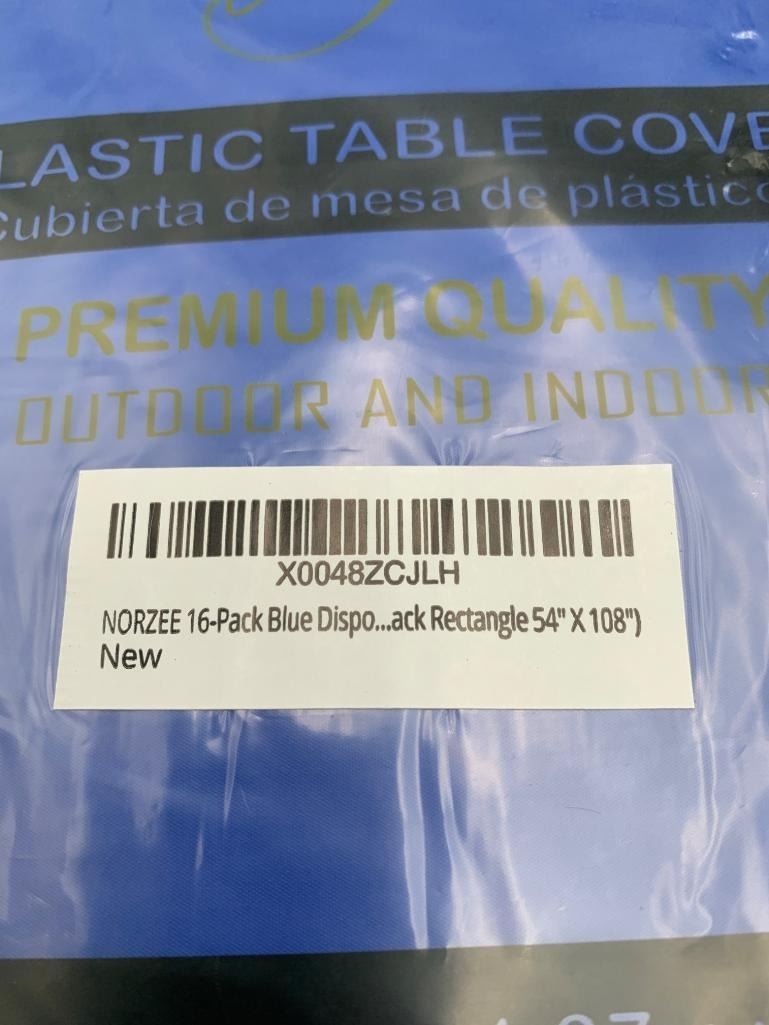 LASTIC TABLE COVE
Cubierta de mesa de plástico
PREMIUM QUALITY
OUTDOOR AND INDOOR
X0048ZCJLH
NORZEE 16-Pack Blue Dispo...ack Rectangle 54" X 108")
New